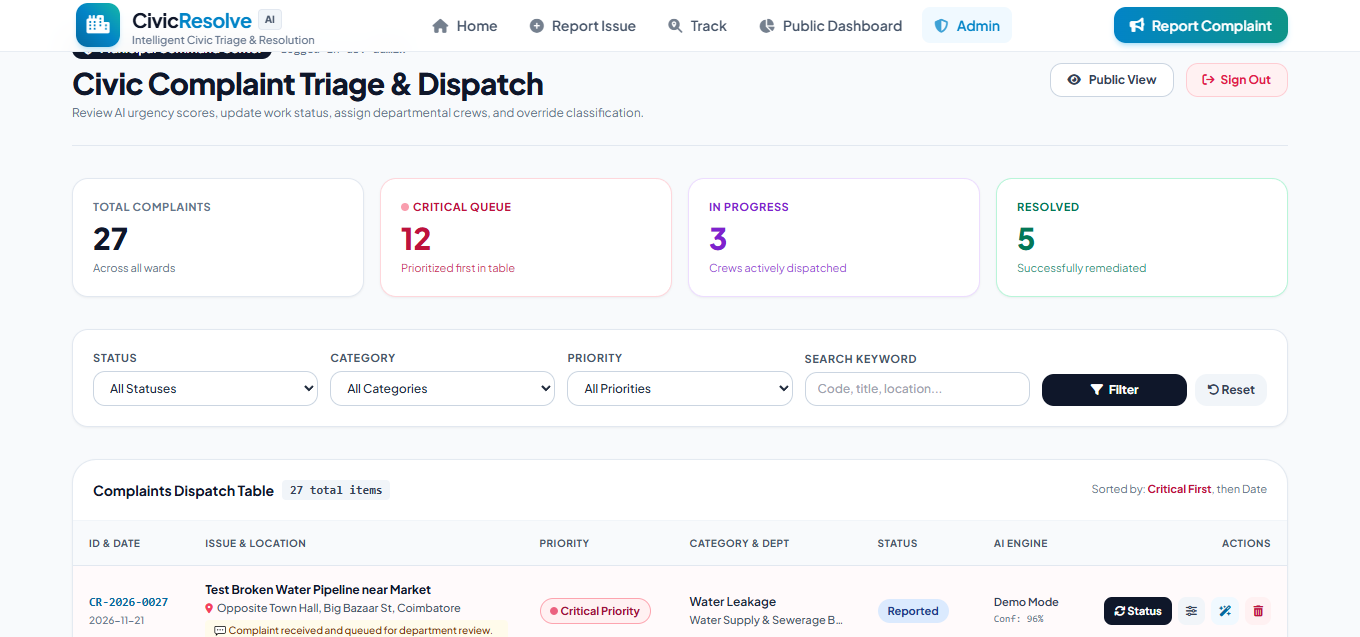 CivicResolve AI
Intelligent Civic Triage & Resolution
Home
Report Issue
Track
Public Dashboard
Admin
Report Complaint
Civic Complaint Triage & Dispatch
Review AI urgency scores, update work status, assign departmental crews, and override classification.
Public View
Sign Out
TOTAL COMPLAINTS
27
Across all wards
CRITICAL QUEUE
12
Prioritized first in table
IN PROGRESS
3
Crews actively dispatched
RESOLVED
5
Successfully remediated
STATUS
All Statuses
CATEGORY
All Categories
PRIORITY
All Priorities
SEARCH KEYWORD
Code, title, location...
Filter
Reset
Complaints Dispatch Table 27 total items
Sorted by: Critical First, then Date
ID & DATE ISSUE & LOCATION PRIORITY CATEGORY & DEPT STATUS AI ENGINE ACTIONS
CR-2026-0027
2026-11-21
Test Broken Water Pipeline near Market
Opposite Town Hall, Big Bazaar St, Coimbatore
Complaint received and queued for department review.
Critical Priority
Water Leakage
Water Supply & Sewerage B...
Reported
Demo Mode
Conf: 96%
Status